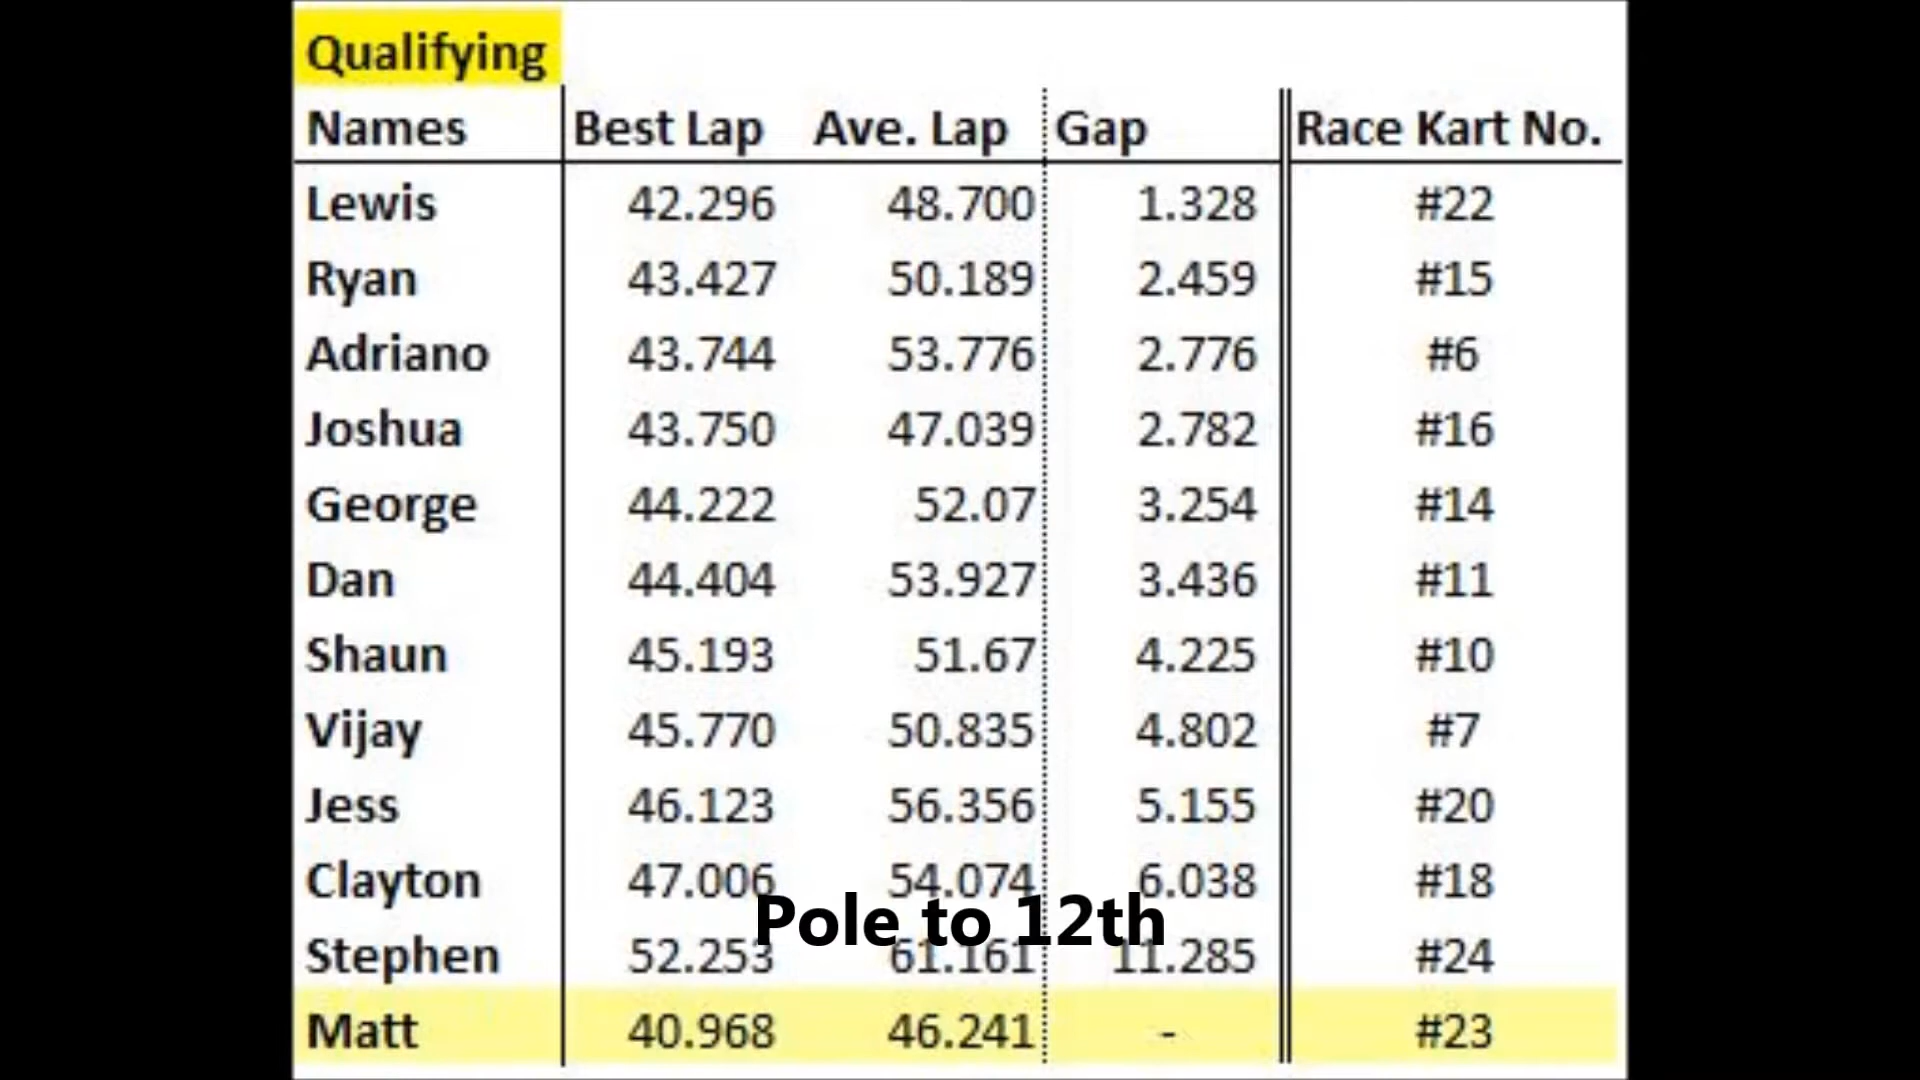 Qualifying
Names Best Lap Ave. Lap Gap Race Kart No.
Lewis 42.296 48.700 1.328 #22
Ryan 43.427 50.189 2.459 #15
Adriano 43.744 53.776 2.776 #6
Joshua 43.750 47.039 2.782 #16
George 44.222 52.07 3.254 #14
Dan 44.404 53.927 3.436 #11
Shaun 45.193 51.67 4.225 #10
Vijay 45.770 50.835 4.802 #7
Jess 46.123 56.356 5.155 #20
Clayton 47.006 54.074 6.038 #18
Pole to 12th
Stephen 52.253 61.161 11.285 #24
Matt 40.968 46.241 - #23